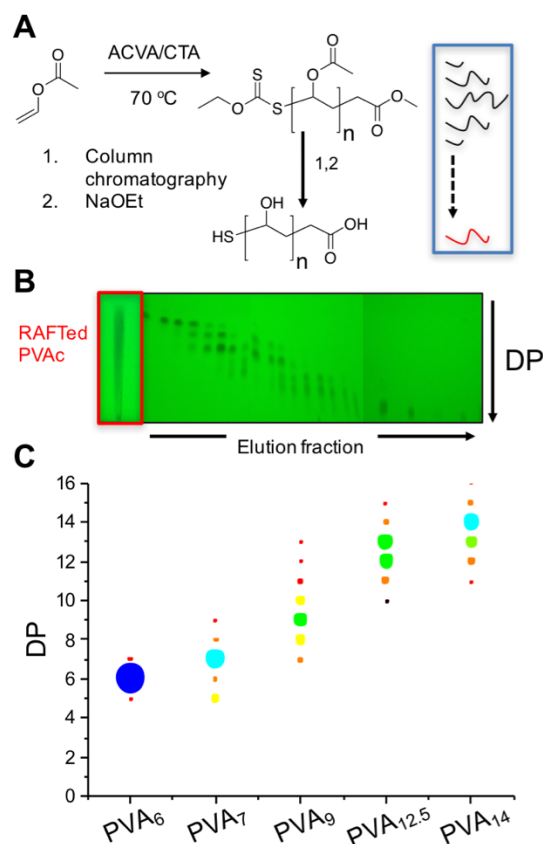 A
ACVA/CTA
70 ºC
O
O
O
O
S
O
S
n
O
O
1. Column
chromatography
2. NaOEt
1,2
OH
HS
n
OH
O
B
RAFTed
PVAc
DP
Elution fraction
C
16
14
12
10
8
6
4
2
0
DP
PVA6
PVA7
PVA9
PVA12.5
PVA14